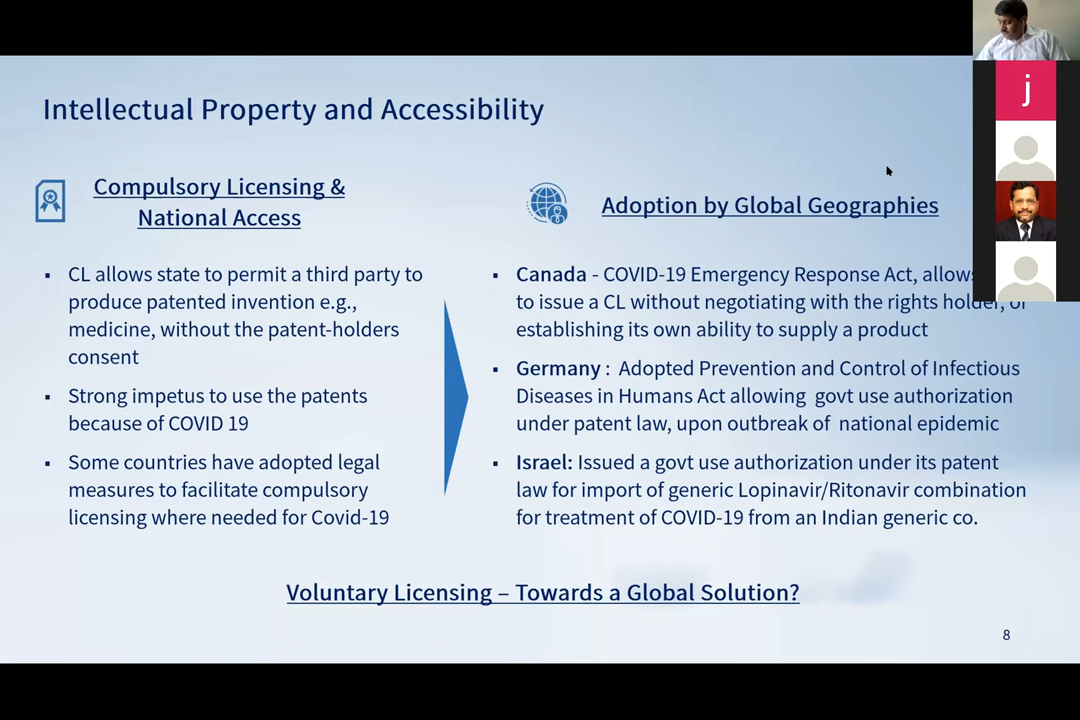 Intellectual Property and Accessibility
Compulsory Licensing &
National Access
▪ CL allows state to permit a third party to
produce patented invention e.g.,
medicine, without the patent-holders
consent
▪ Strong impetus to use the patents
because of COVID 19
▪ Some countries have adopted legal
measures to facilitate compulsory
licensing where needed for Covid-19
Adoption by Global Geographies
▪ Canada - COVID-19 Emergency Response Act, allows
to issue a CL without negotiating with the rights holder, or
establishing its own ability to supply a product
▪ Germany : Adopted Prevention and Control of Infectious
Diseases in Humans Act allowing govt use authorization
under patent law, upon outbreak of national epidemic
▪ Israel: Issued a govt use authorization under its patent
law for import of generic Lopinavir/Ritonavir combination
for treatment of COVID-19 from an Indian generic co.
Voluntary Licensing – Towards a Global Solution?
8
j